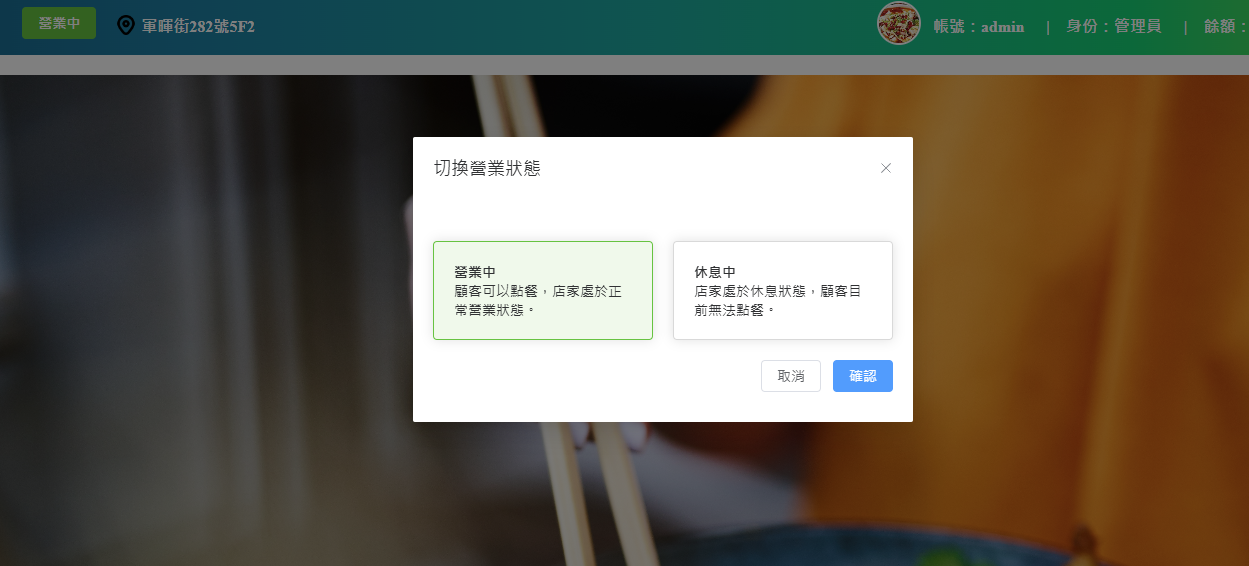 營業中
軍暉街282號5F2
帳號：admin | 身份：管理員 | 餘額：
切換營業狀態
營業中
顧客可以點餐，店家處於正
常營業狀態。
休息中
店家處於休息狀態，顧客目
前無法點餐。
取消
確認